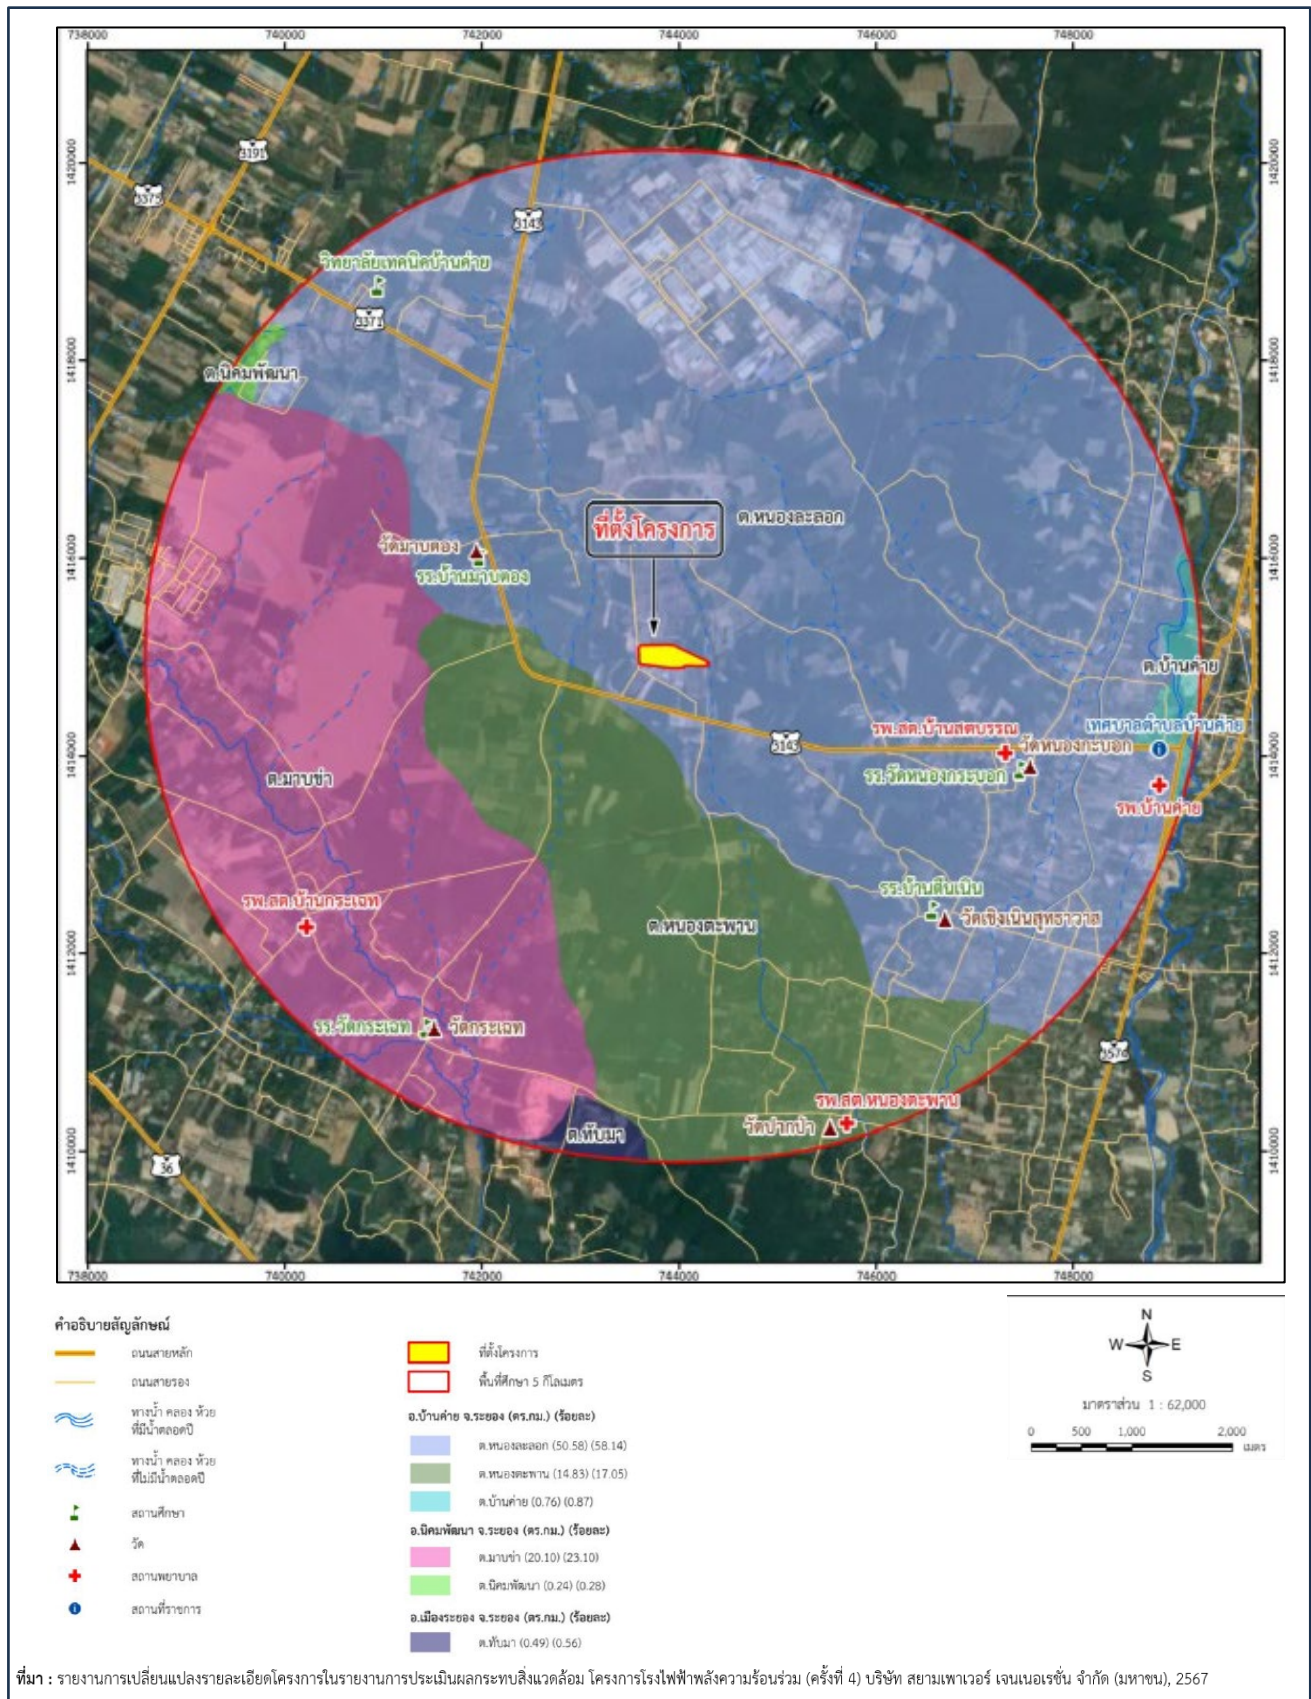 738000 740000 742000 744000 746000 748000
1420000 1420000
3191
3375
3143
วิทยาลัยเทคนิคบ้านค่าย
3371
1418000 1418000
ต.นิคมพัฒนา
ที่ตั้งโครงการ
ต.หนองละลอก
วัดมาบตอง
รร.บ้านมาบตอง
1416000 1416000
ต.บ้านค่าย
รพ.สต.บ้านสตบรรณ
เทศบาลตำบลบ้านค่าย
3143
วัดหนองกะบอก
1414000 1414000
รร.วัดหนองกระบอก
ต.มาบข่า
รพ.บ้านค่าย
รร.บ้านตีนเนิน
รพ.สต.บ้านกระเฉท
วัดเชิงเนินสุทธาวาส
ต.หนองตะพาน
1412000 1412000
รร.วัดกระเฉท
วัดกระเฉท
3574
รพ.สต.หนองตะพาน
วัดปากป่า
ต.ทับมา
1410000 1410000
36
738000 740000 742000 744000 746000 748000
คำอธิบายสัญลักษณ์
ถนนสายหลัก
ถนนสายรอง
ทางน้ำ คลอง ห้วย
ที่มีน้ำตลอดปี
ทางน้ำ คลอง ห้วย
ที่ไม่มีน้ำตลอดปี
สถานศึกษา
วัด
สถานพยาบาล
สถานที่ราชการ
ที่ตั้งโครงการ
พื้นที่ศึกษา 5 กิโลเมตร
อ.บ้านค่าย จ.ระยอง (ตร.กม.) (ร้อยละ)
ต.หนองละลอก (50.58) (58.14)
ต.หนองตะพาน (14.83) (17.05)
ต.บ้านค่าย (0.76) (0.87)
อ.นิคมพัฒนา จ.ระยอง (ตร.กม.) (ร้อยละ)
ต.มาบข่า (20.10) (23.10)
ต.นิคมพัฒนา (0.24) (0.28)
อ.เมืองระยอง จ.ระยอง (ตร.กม.) (ร้อยละ)
ต.ทับมา (0.49) (0.56)
N
W E
S
มาตราส่วน 1 : 62,000
0 500 1,000 2,000
เมตร
ที่มา : รายงานการเปลี่ยนแปลงรายละเอียดโครงการในรายงานการประเมินผลกระทบสิ่งแวดล้อม โครงการโรงไฟฟ้าพลังความร้อนร่วม (ครั้งที่ 4) บริษัท สยามเพาเวอร์ เจนเนอเรชั่น จำกัด (มหาชน), 2567